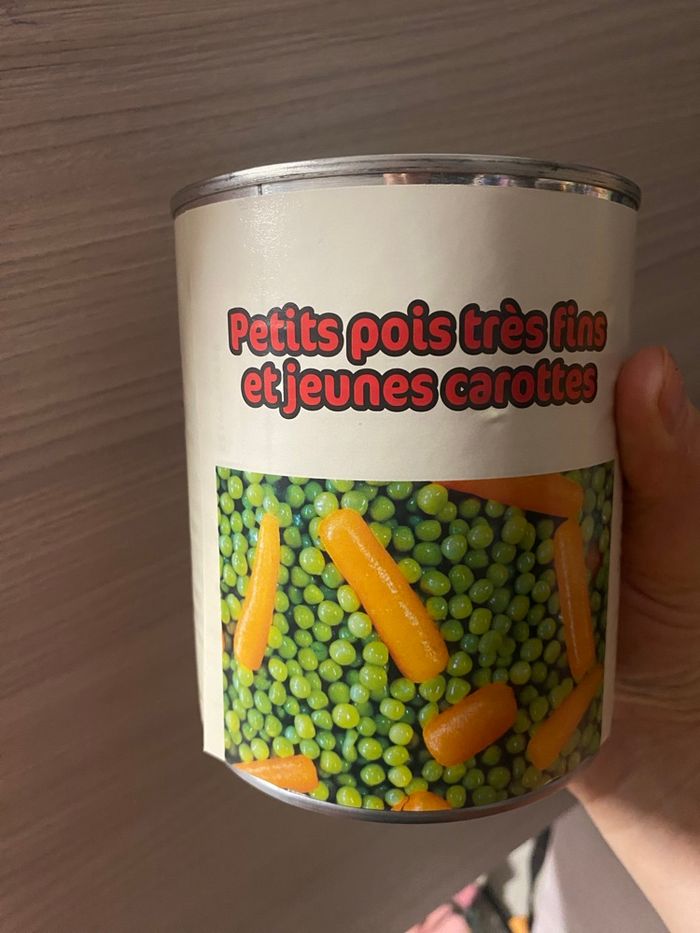 Petits pois très fins
et jeunes carottes